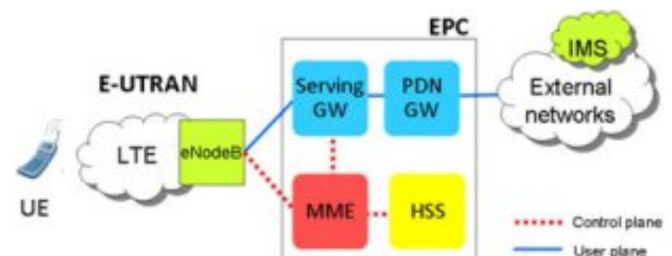 EPC
IMS
E-UTRAN
Serving
GW
PDN
GW
External
networks
LTE
eNodeB
UE
MME
HSS
Control plane
User plane